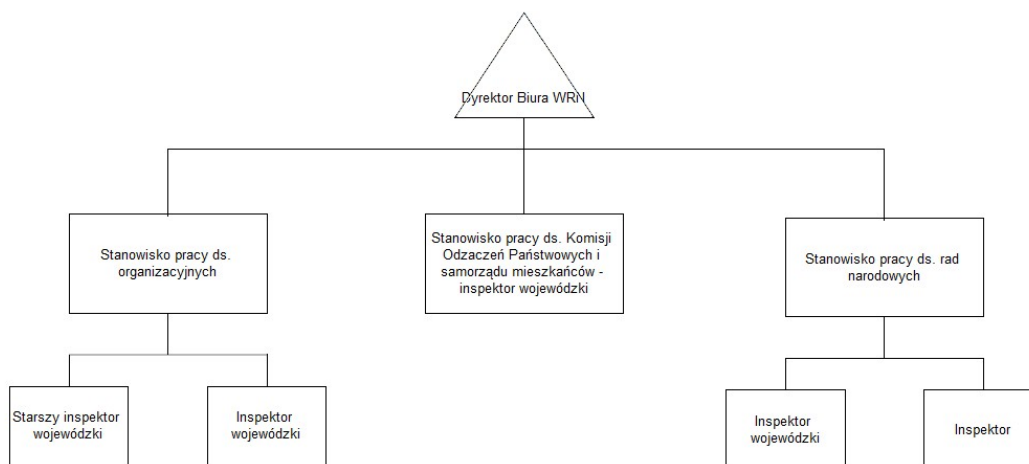 Dyrektor Biura WRN
Stanowisko pracy ds.
organizacyjnych
Stanowisko pracy ds. Komisji
Odzaczeń Państwowych i
samorządu mieszkańców -
inspektor wojewódzki
Stanowisko pracy ds. rad
narodowych
Starszy inspektor
wojewódzki
Inspektor
wojewódzki
Inspektor
wojewódzki
Inspektor